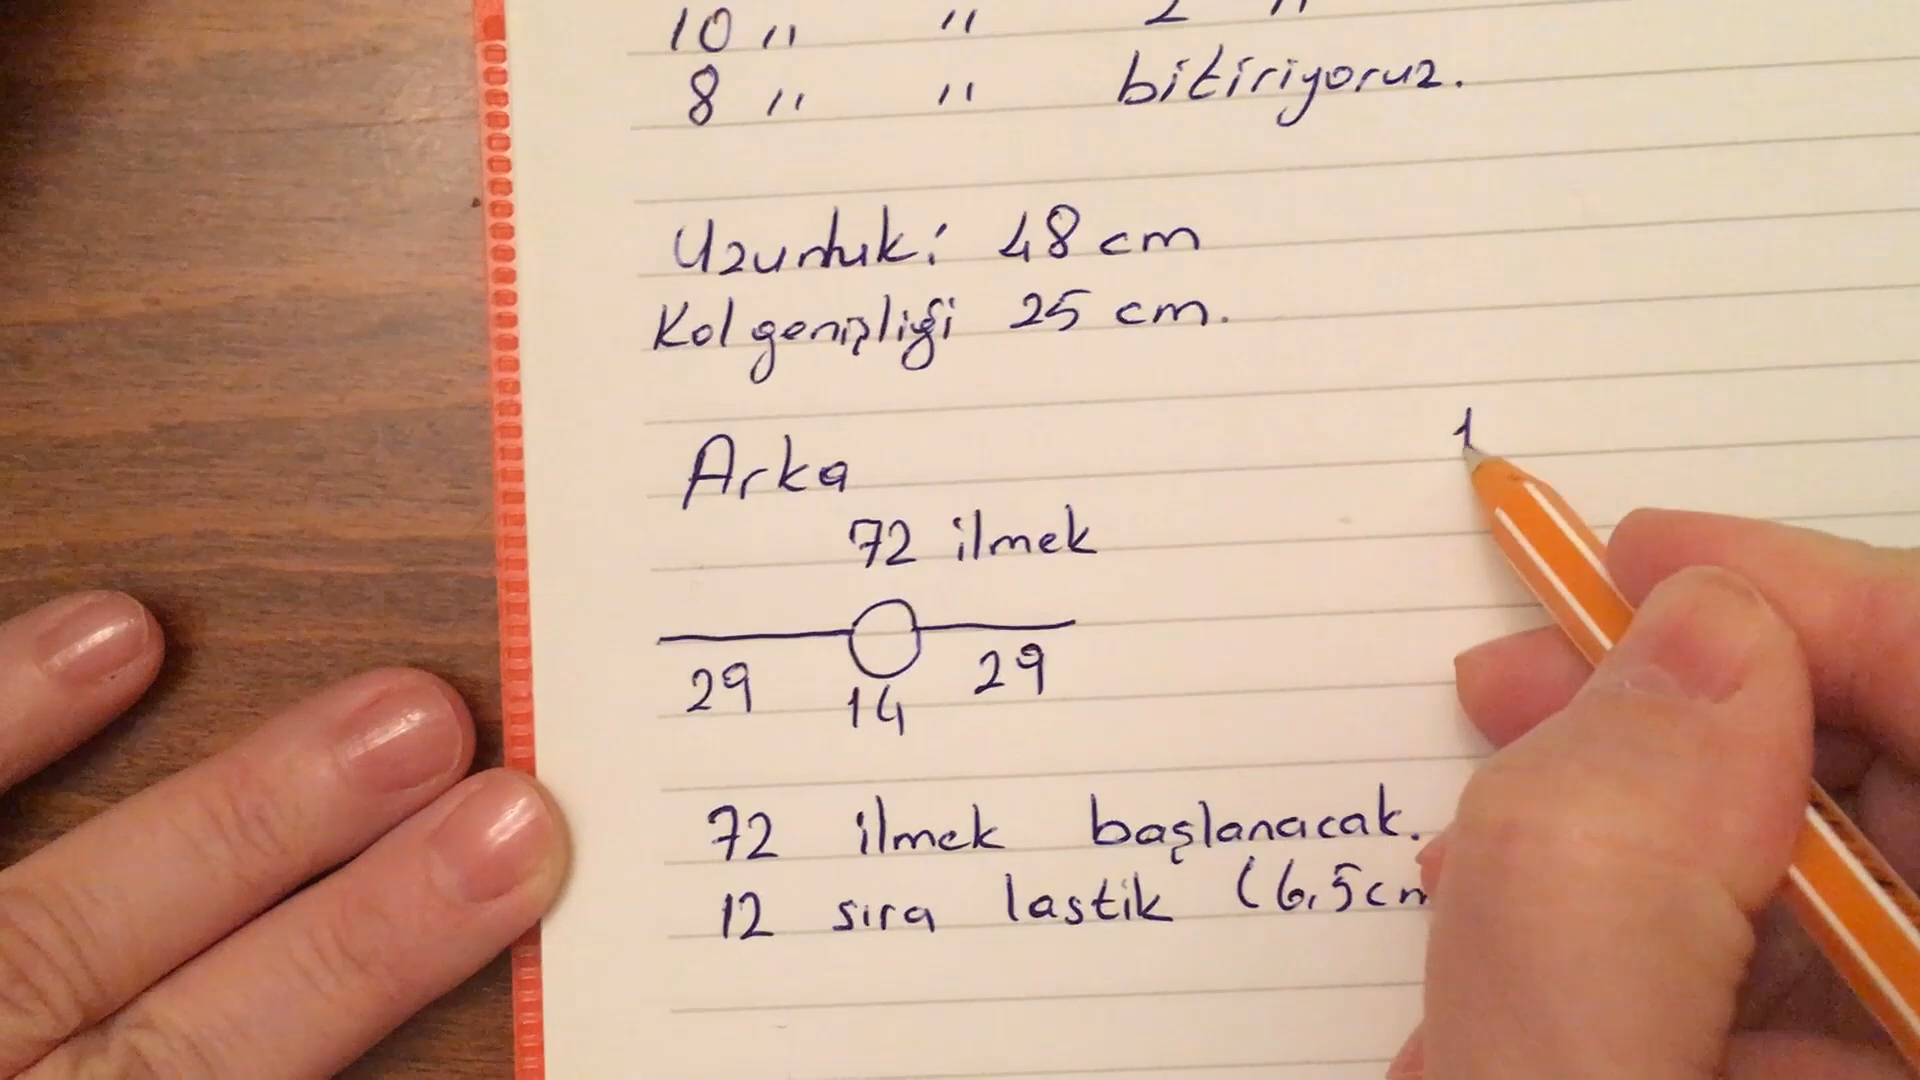 10 " " 2 "
8 " " bitiriyoruz.
Uzunluk: 48 cm
Kol genişliği 25 cm.
Arka
72 ilmek
29 14 29
72 ilmek başlanacak.
12 sıra lastik (6,5cm
1